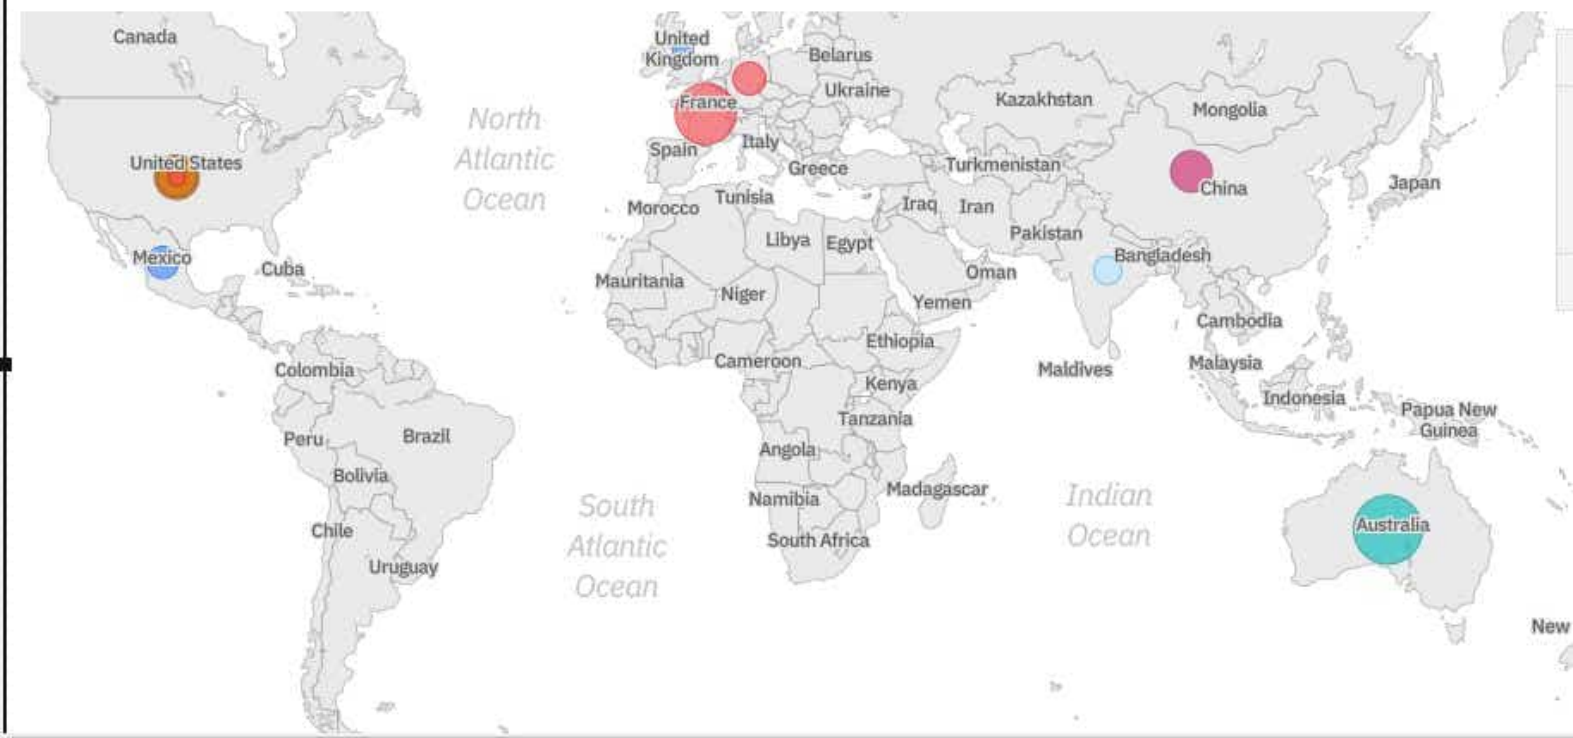 Canada
United
Kingdom
Belarus
Ukraine
France
Kazakhstan
Mongolia
North
Atlantic
Ocean
Italy
Spain
United States
Greece
Turkmenistan
China
Japan
Tunisia
Morocco
Iraq
Iran
Pakistan
Libya
Egypt
Bangladesh
Mexico
Cuba
Oman
Mauritania
Niger
Yemen
Cambodia
Ethiopia
Cameroon
Colombia
Maldives
Malaysia
Kenya
Indonesia
Papua New
Guinea
Tanzania
Peru
Brazil
Angola
Bolivia
Madagascar
Namibia
Indian
Ocean
South
Atlantic
Ocean
Chile
South Africa
Australia
Uruguay
New